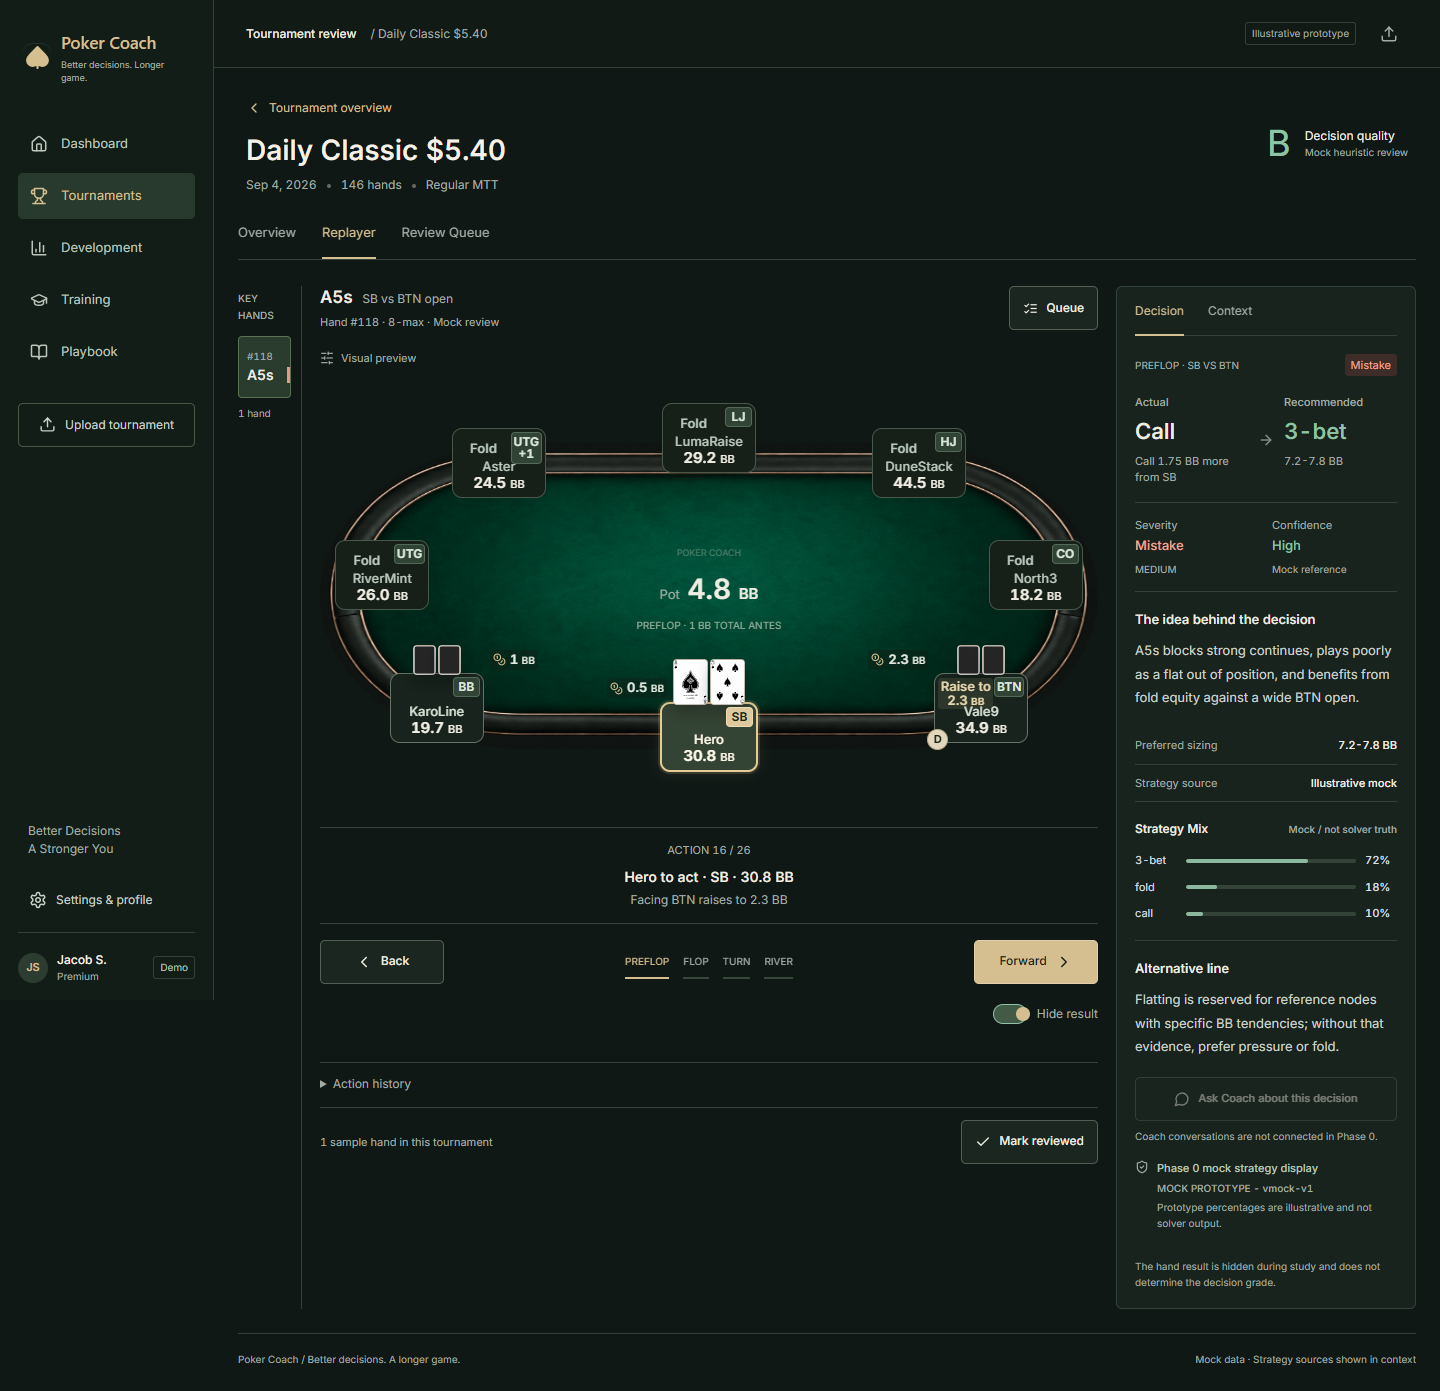 Poker Coach
Better decisions. Longer
game.
Dashboard
Tournaments
Development
Training
Playbook
Upload tournament
Better Decisions
A Stronger You
Settings & profile
JS
Jacob S.
Premium
Demo
Tournament review / Daily Classic $5.40
Illustrative prototype
Tournament overview
Daily Classic $5.40
Sep 4, 2026 • 146 hands • Regular MTT
B
Decision quality
Mock heuristic review
Overview
Replayer
Review Queue
KEY
HANDS
#118
A5s
1 hand
A5s SB vs BTN open
Hand #118 · 8-max · Mock review
Queue
Visual preview
Fold LJ
LumaRaise
29.2 BB
Fold UTG
+1
Aster
24.5 BB
Fold HJ
DuneStack
44.5 BB
Fold UTG
RiverMint
26.0 BB
Fold CO
North3
18.2 BB
POKER COACH
Pot 4.8 BB
PREFLOP · 1 BB TOTAL ANTES
1 BB
2.3 BB
0.5 BB
BB
KaroLine
19.7 BB
SB
Hero
30.8 BB
Raise to BTN
2.3 BB
Vale9
34.9 BB
D
ACTION 16 / 26
Hero to act · SB · 30.8 BB
Facing BTN raises to 2.3 BB
Back
PREFLOP FLOP TURN RIVER
Forward
Hide result
Action history
1 sample hand in this tournament
Mark reviewed
Decision
Context
PREFLOP · SB VS BTN
Mistake
Actual
Call
Call 1.75 BB more
from SB
Recommended
3-bet
7.2-7.8 BB
Severity
Mistake
MEDIUM
Confidence
High
Mock reference
The idea behind the decision
A5s blocks strong continues, plays poorly
as a flat out of position, and benefits from
fold equity against a wide BTN open.
Preferred sizing 7.2-7.8 BB
Strategy source Illustrative mock
Strategy Mix Mock / not solver truth
3-bet 72%
fold 18%
call 10%
Alternative line
Flatting is reserved for reference nodes
with specific BB tendencies; without that
evidence, prefer pressure or fold.
Ask Coach about this decision
Coach conversations are not connected in Phase 0.
Phase 0 mock strategy display
MOCK PROTOTYPE - vmock-v1
Prototype percentages are illustrative and not
solver output.
The hand result is hidden during study and does not
determine the decision grade.
Poker Coach / Better decisions. A longer game.
Mock data · Strategy sources shown in context